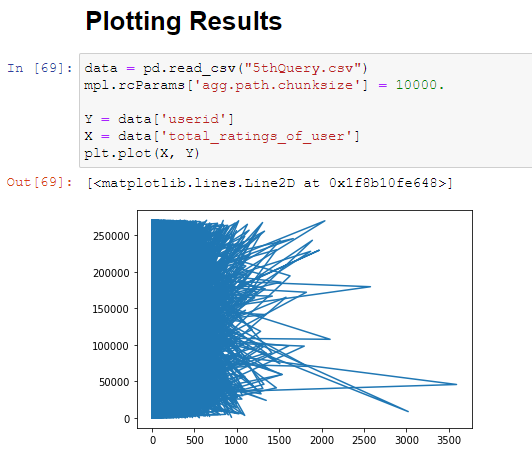 Plotting Results
In [69]: data = pd.read_csv("5thQuery.csv")
mpl.rcParams['agg.path.chunksize'] = 10000.
Y = data['userid']
X = data['total_ratings_of_user']
plt.plot(X, Y)
Out[69]: [<matplotlib.lines.Line2D at 0x1f8b10fe648>]
250000
200000
150000
100000
50000
0
0 500 1000 1500 2000 2500 3000 3500